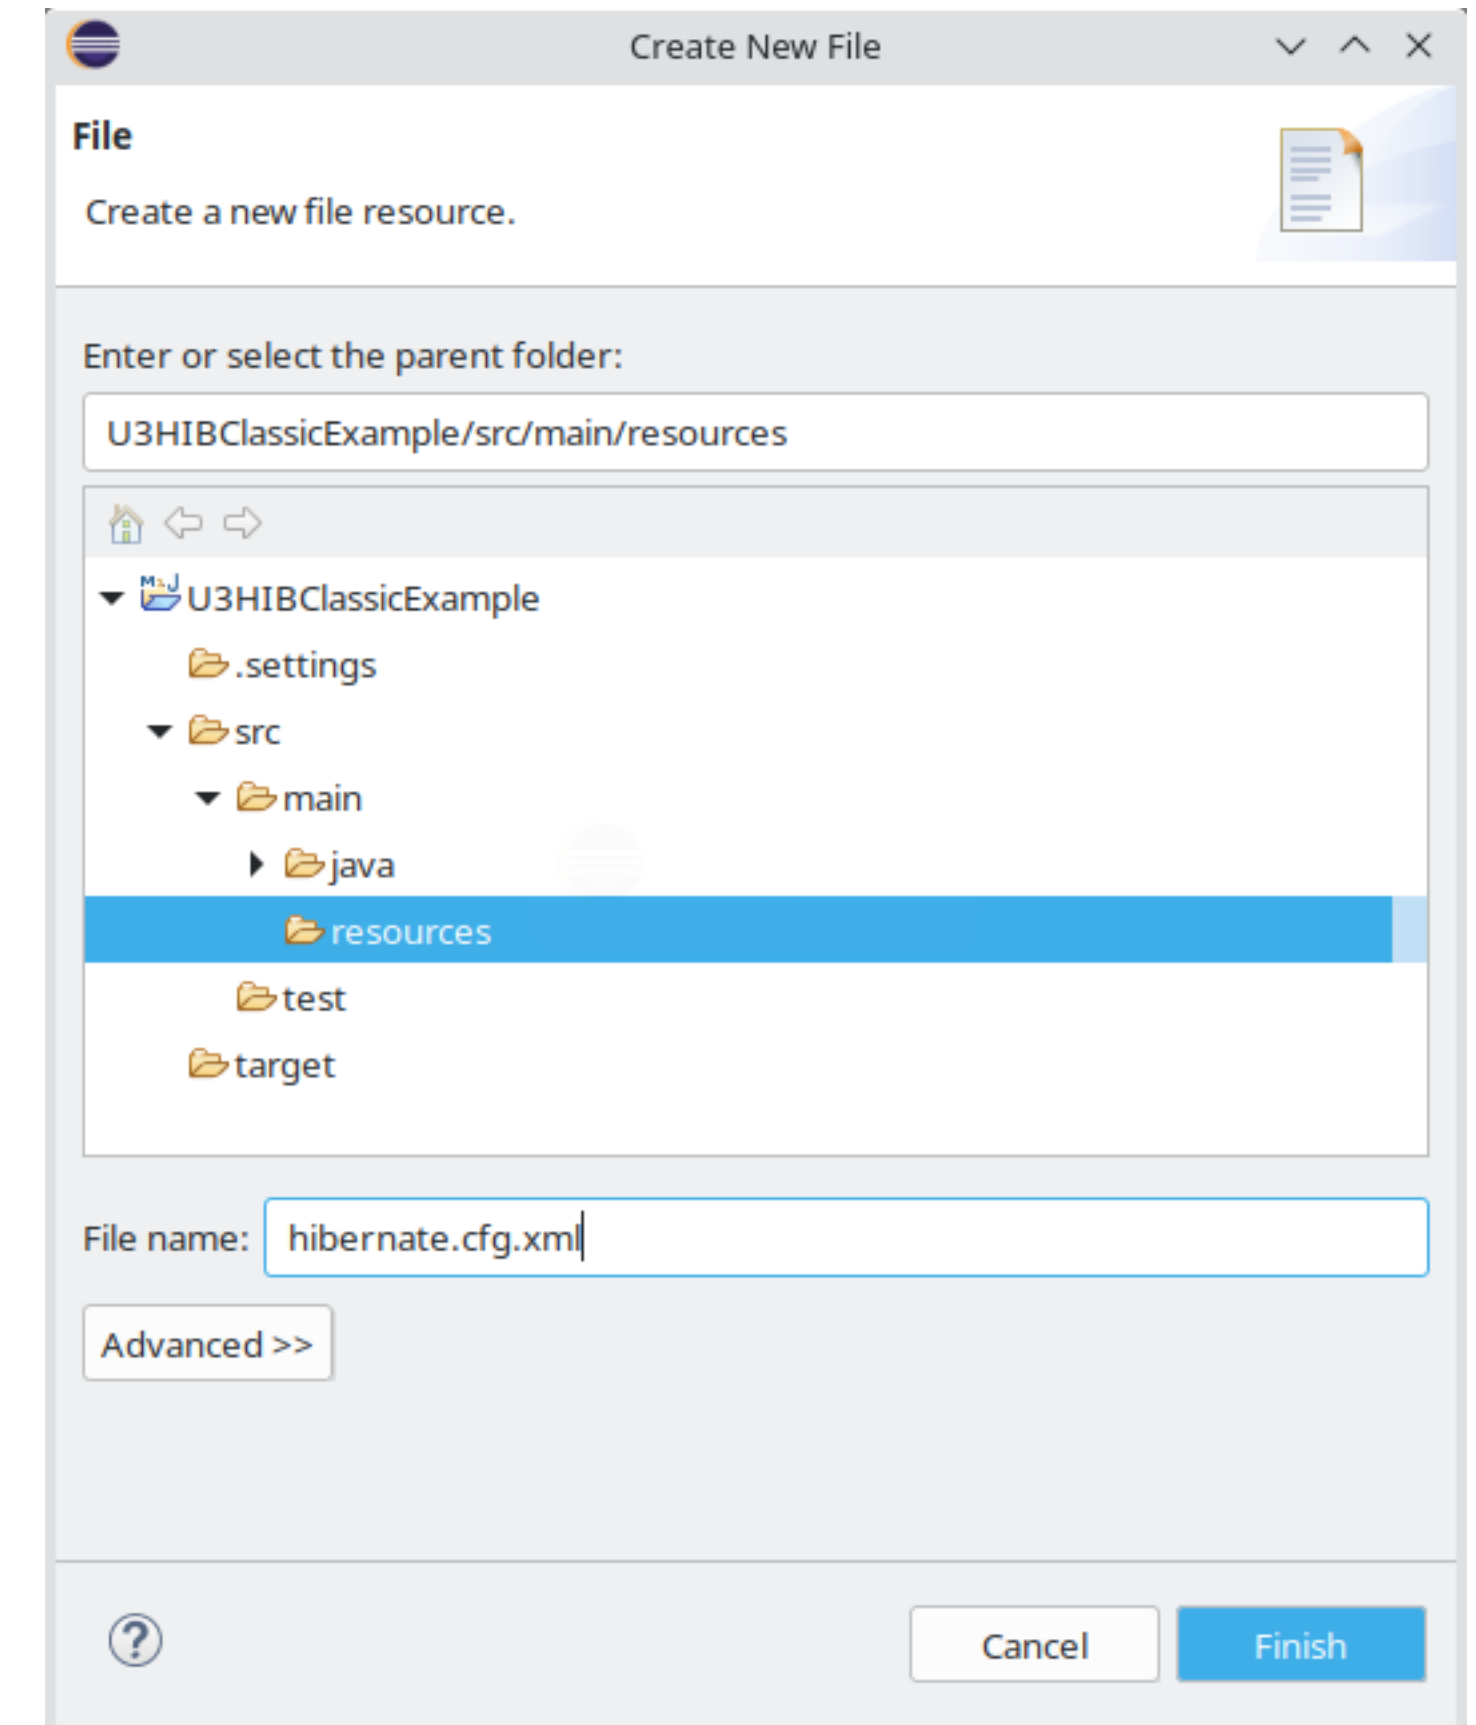 Create New File
File
Create a new file resource.
Enter or select the parent folder:
U3HIBClassicExample/src/main/resources
U3HIBClassicExample
.settings
src
main
java
resources
test
target
File name: hibernate.cfg.xml
Advanced >>
Cancel Finish